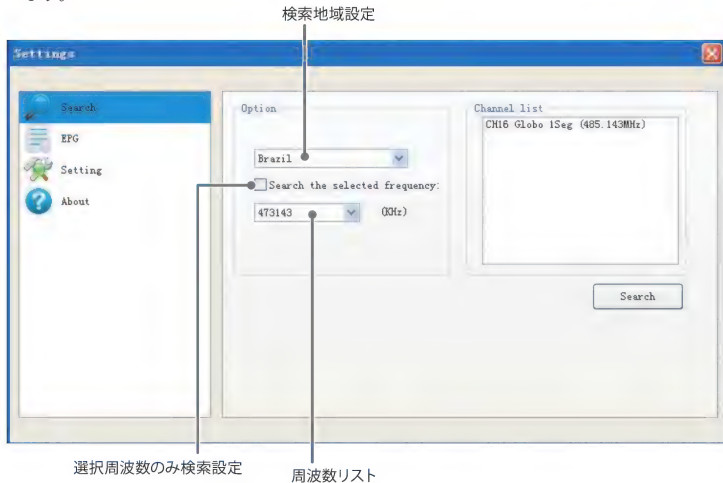 検索地域設定
Settings
Search
EPG
Setting
About
Option
Brazil
Search the selected frequency:
473143 (KHz)
Channel list
CH16 Globo 1Seg (485.143MHz)
Search
選択周波数のみ検索設定
周波数リスト